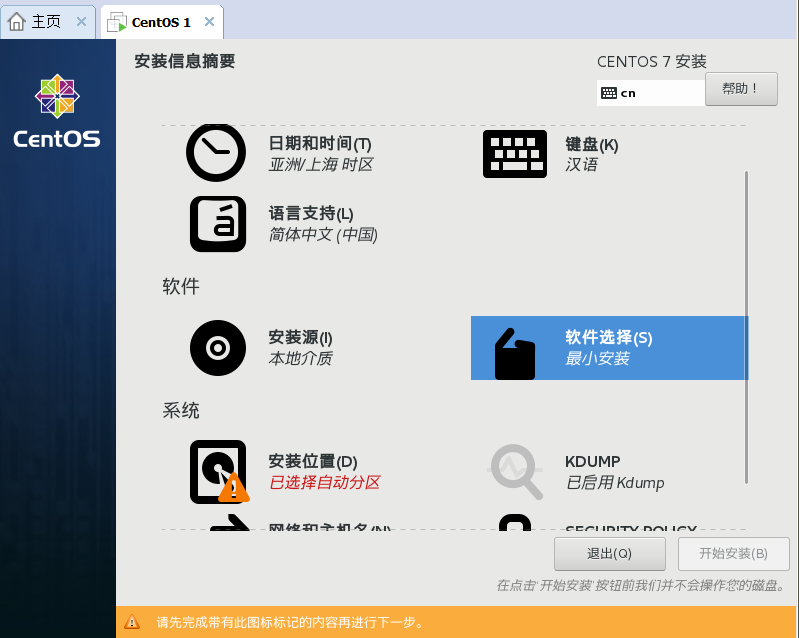 主页
CentOS 1
CentOS
安装信息摘要
CENTOS 7 安装
cn
帮助！
日期和时间(T)
亚洲/上海 时区
键盘(K)
汉语
语言支持(L)
简体中文 (中国)
软件
安装源(I)
本地介质
软件选择(S)
最小安装
系统
安装位置(D)
已选择自动分区
KDUMP
已启用 Kdump
网络和主机名(N)
SECURITY POLICY
退出(Q)
开始安装(B)
在点击'开始安装'按钮前我们并不会操作您的磁盘。
请先完成带有此图标标记的内容再进行下一步。